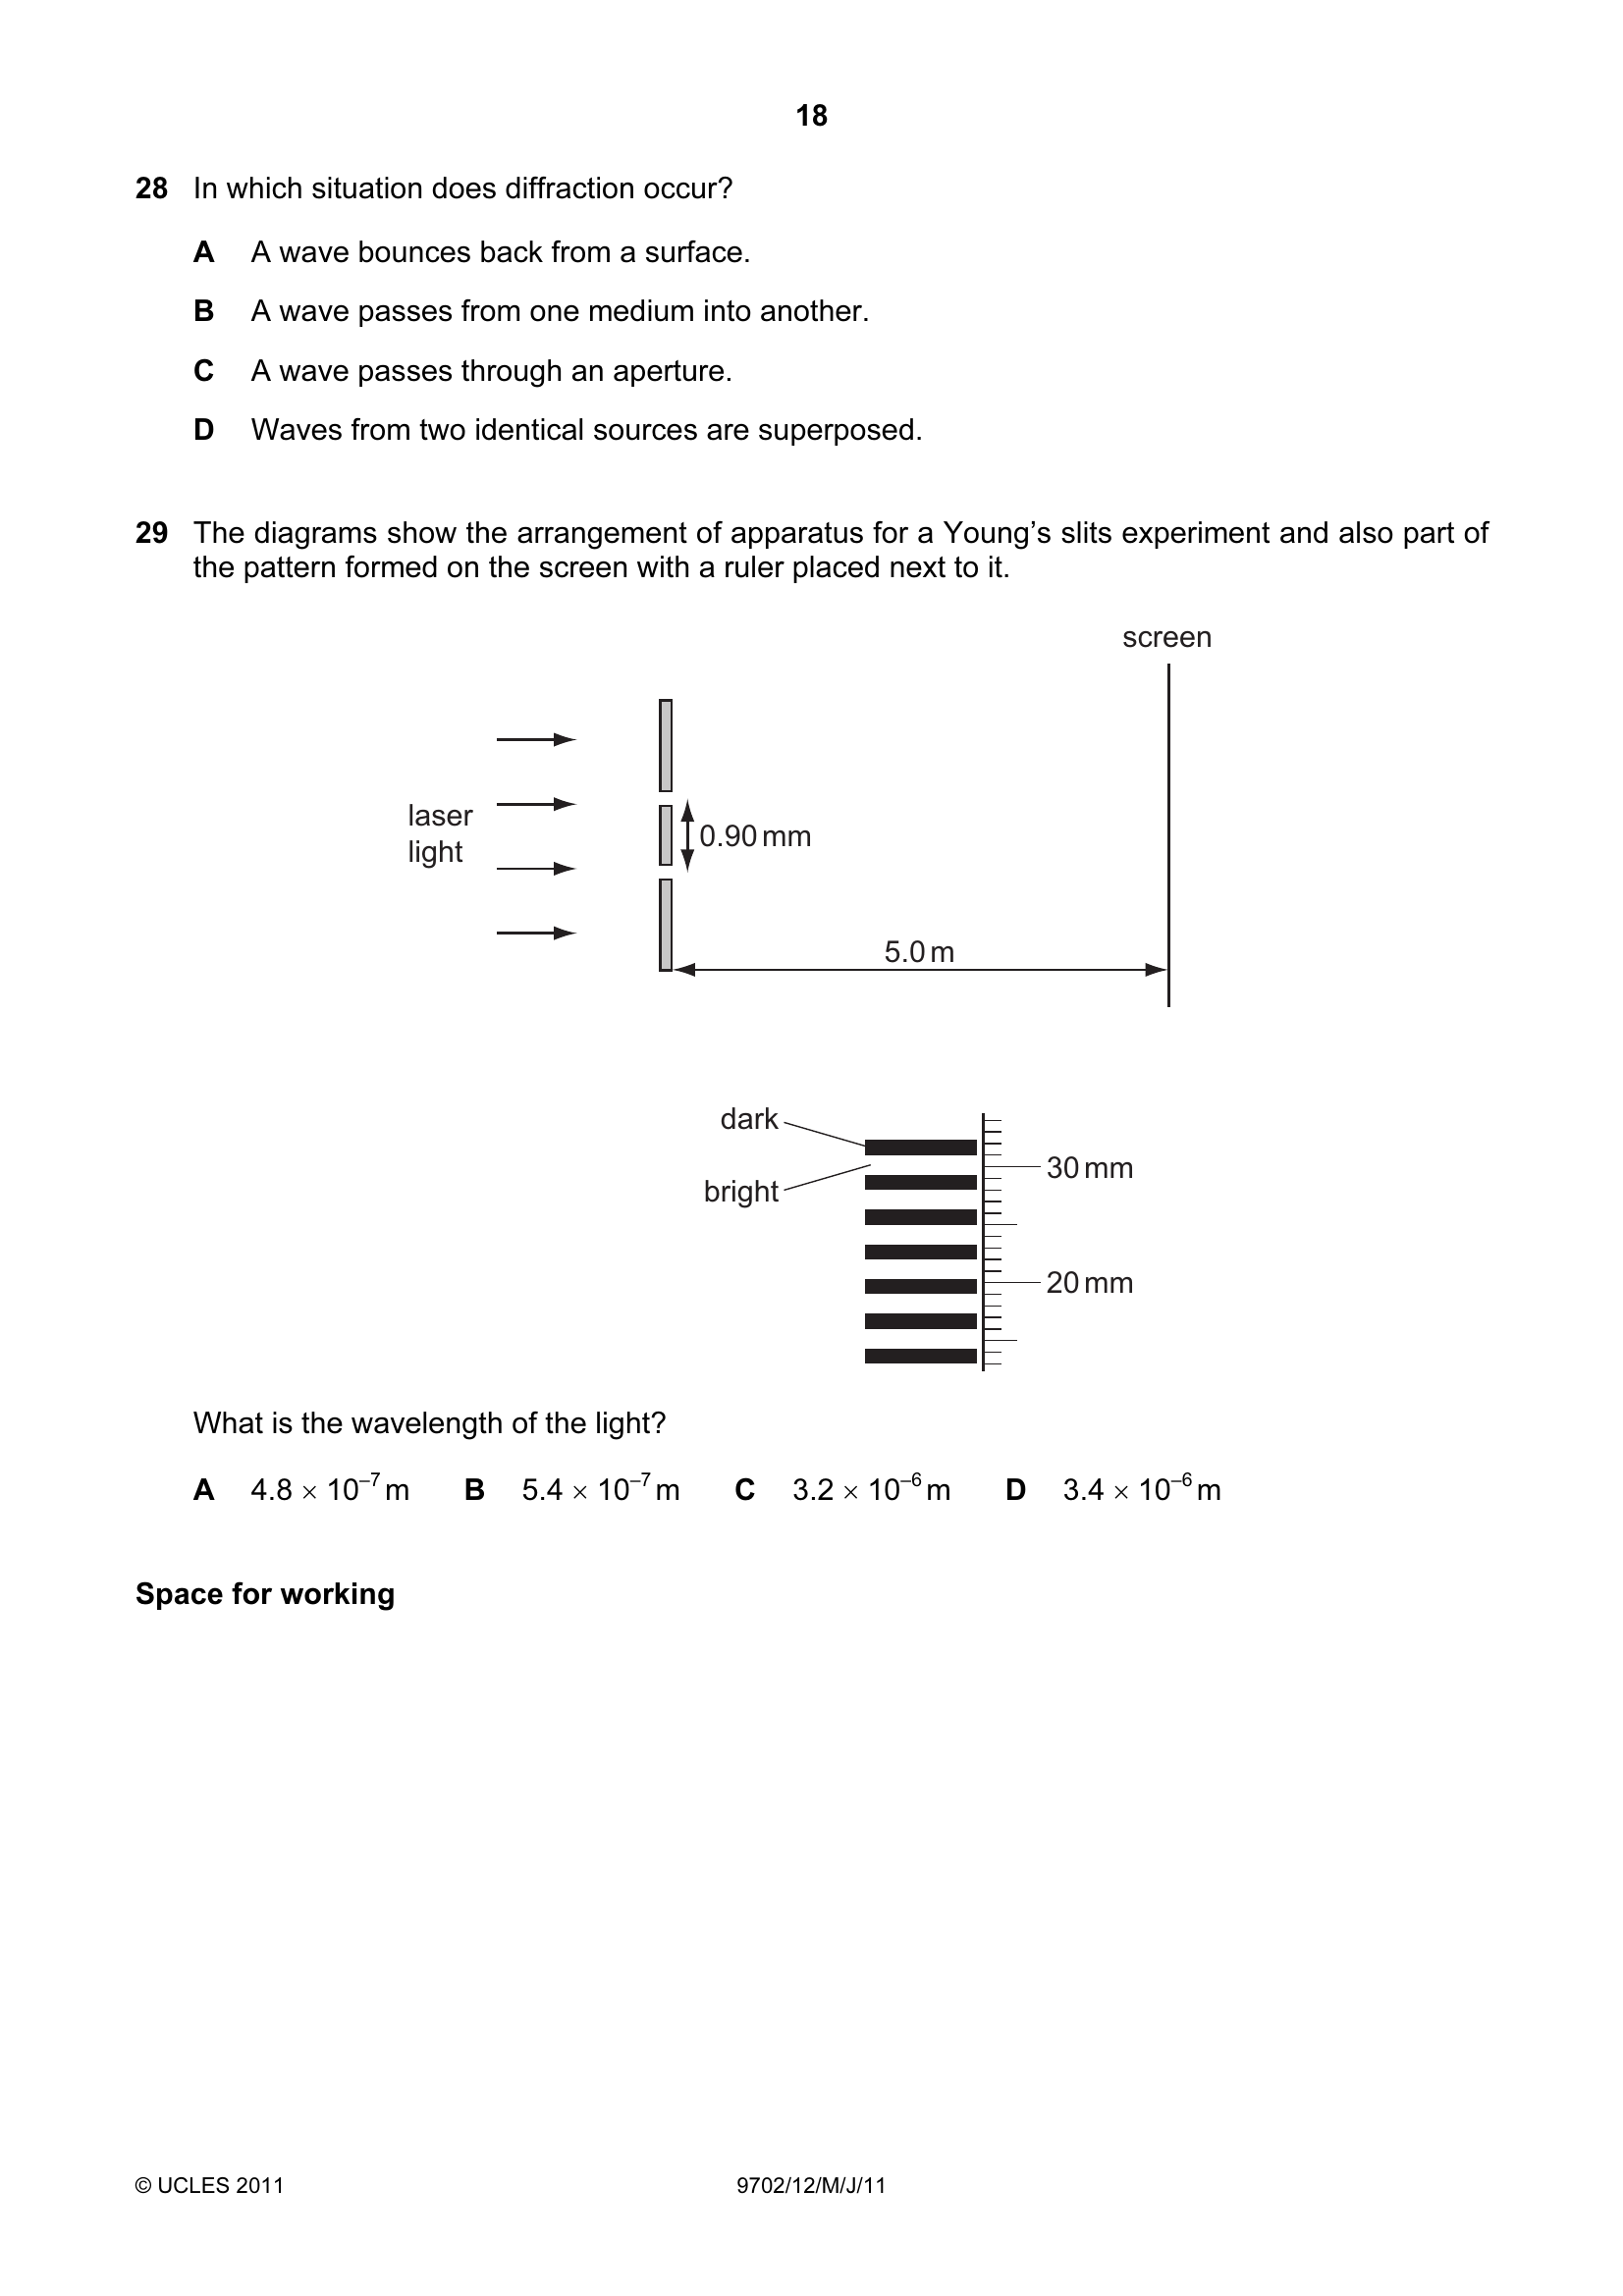 18
28 In which situation does diffraction occur?
A A wave bounces back from a surface.
B A wave passes from one medium into another.
C A wave passes through an aperture.
D Waves from two identical sources are superposed.
29 The diagrams show the arrangement of apparatus for a Young’s slits experiment and also part of
the pattern formed on the screen with a ruler placed next to it.
screen
laser
light
0.90 mm
5.0 m
dark
bright
30 mm
20 mm
What is the wavelength of the light?
A 4.8 × 10⁻⁷ m B 5.4 × 10⁻⁷ m C 3.2 × 10⁻⁶ m D 3.4 × 10⁻⁶ m
Space for working
© UCLES 2011 9702/12/M/J/11